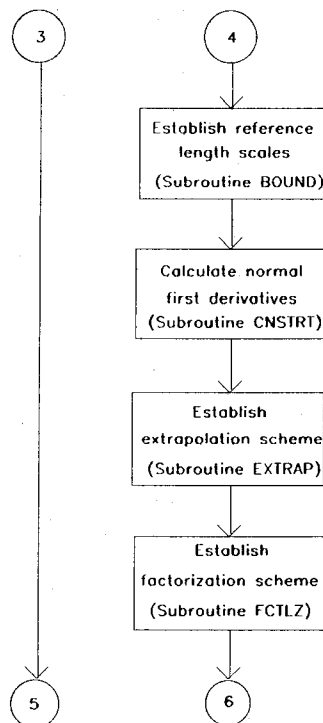 3
4
Establish reference
length scales
(Subroutine BOUND)
Calculate normal
first derivatives
(Subroutine CNSTRT)
Establish
extrapolation scheme
(Subroutine EXTRAP)
Establish
factorization scheme
(Subroutine FCTLZ)
5
6